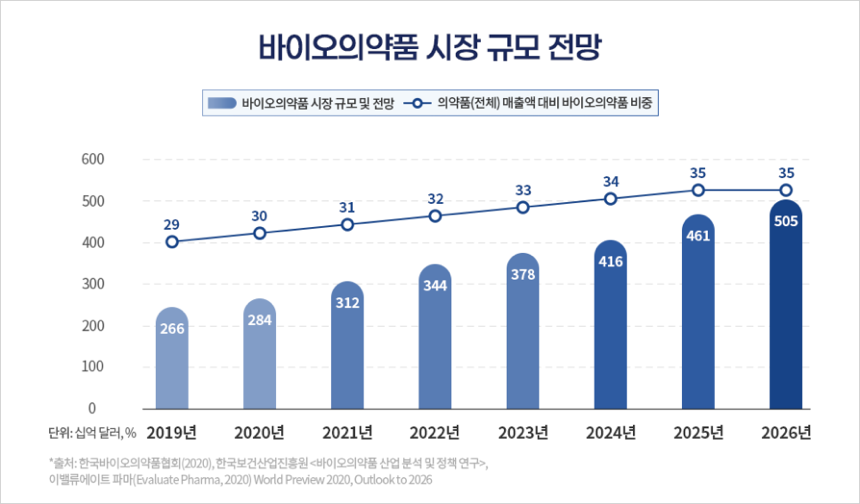 바이오의약품 시장 규모 전망
바이오의약품 시장 규모 및 전망 의약품(전체) 매출액 대비 바이오의약품 비중
600
500
400
300
200
100
0
29 30 31 32 33 34 35 35
266 284 312 344 378 416 461 505
단위: 십억 달러, % 2019년 2020년 2021년 2022년 2023년 2024년 2025년 2026년
*출처: 한국바이오의약품협회(2020), 한국보건산업진흥원 <바이오의약품 산업 분석 및 정책 연구>,
이밸류에이트 파마(Evaluate Pharma, 2020) World Preview 2020, Outlook to 2026